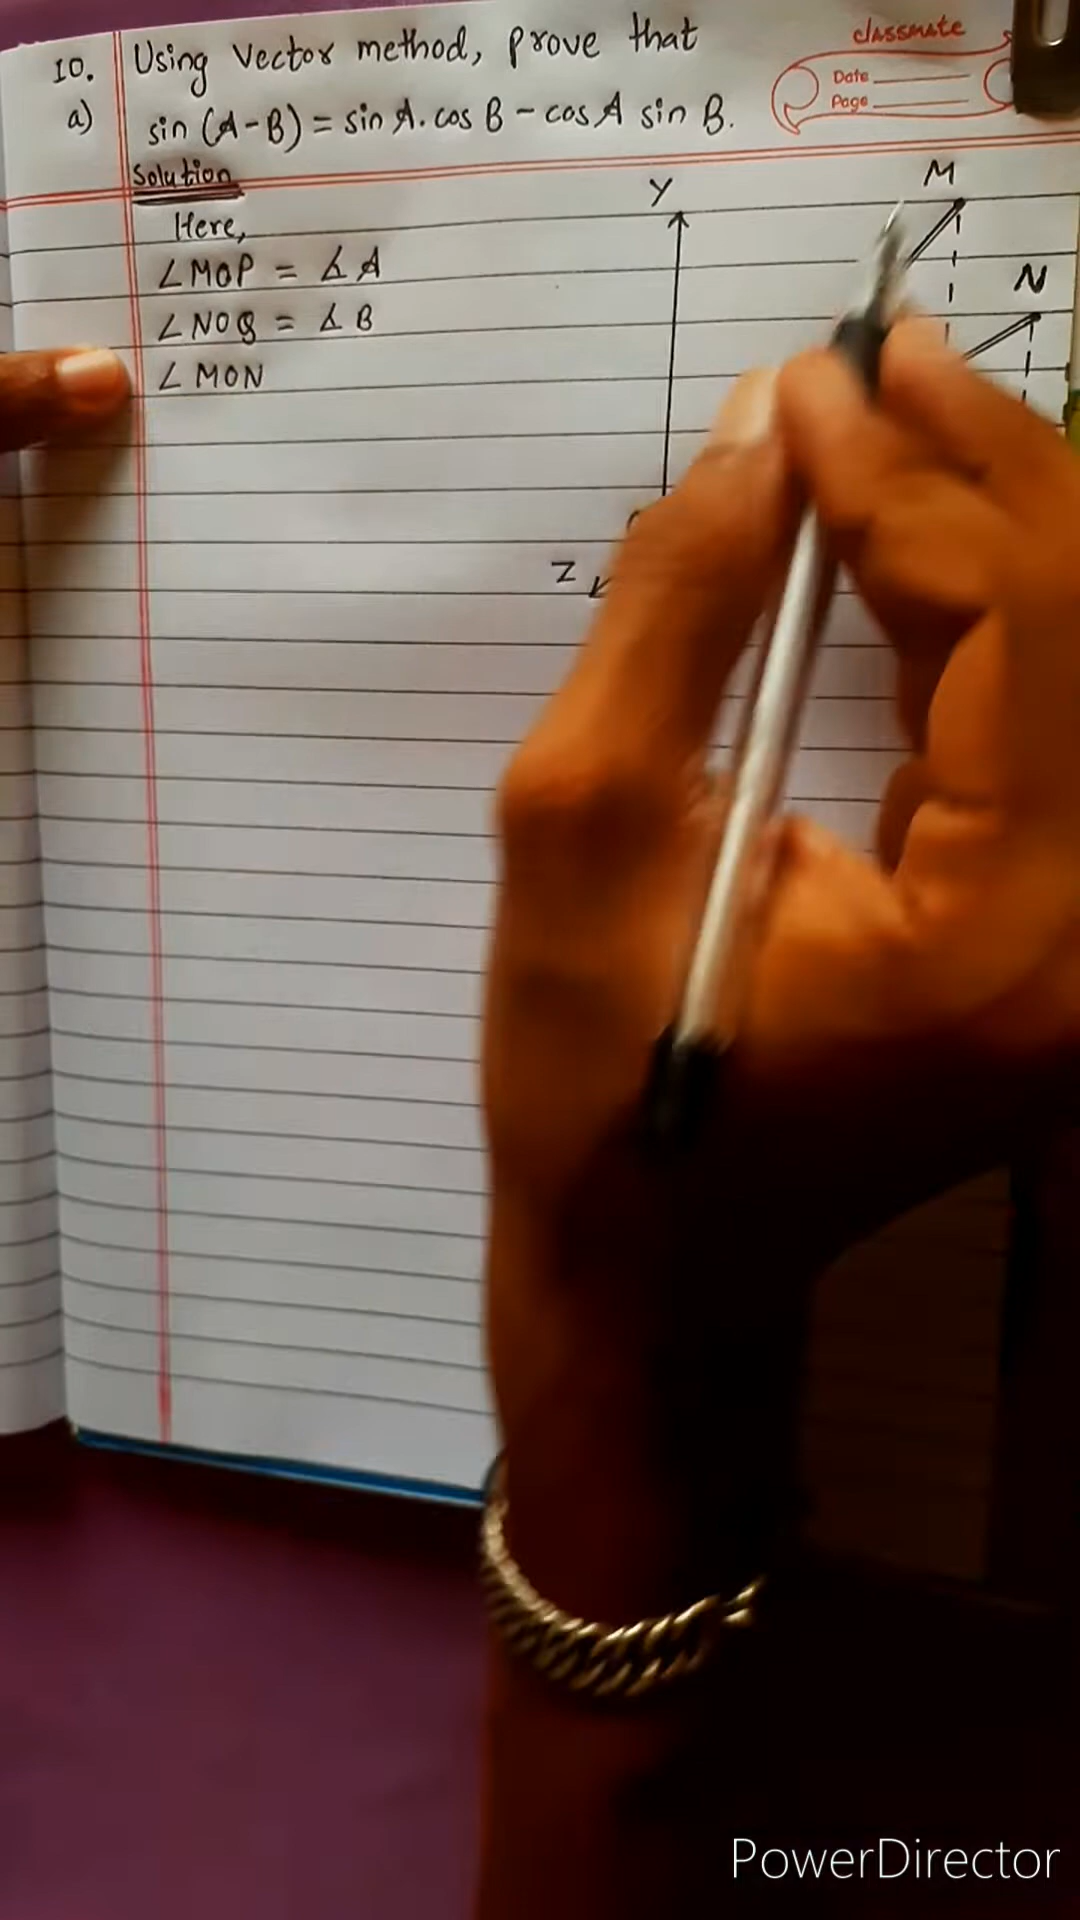 10. Using Vector method, prove that
a) sin (A-B) = sin A. cos B - cos A sin B.
classmate
Date
Page
Solution
Here,
∠MOP = ∡A
∠NOQ = ∡B
∠MON
Y
M
N
Z
PowerDirector